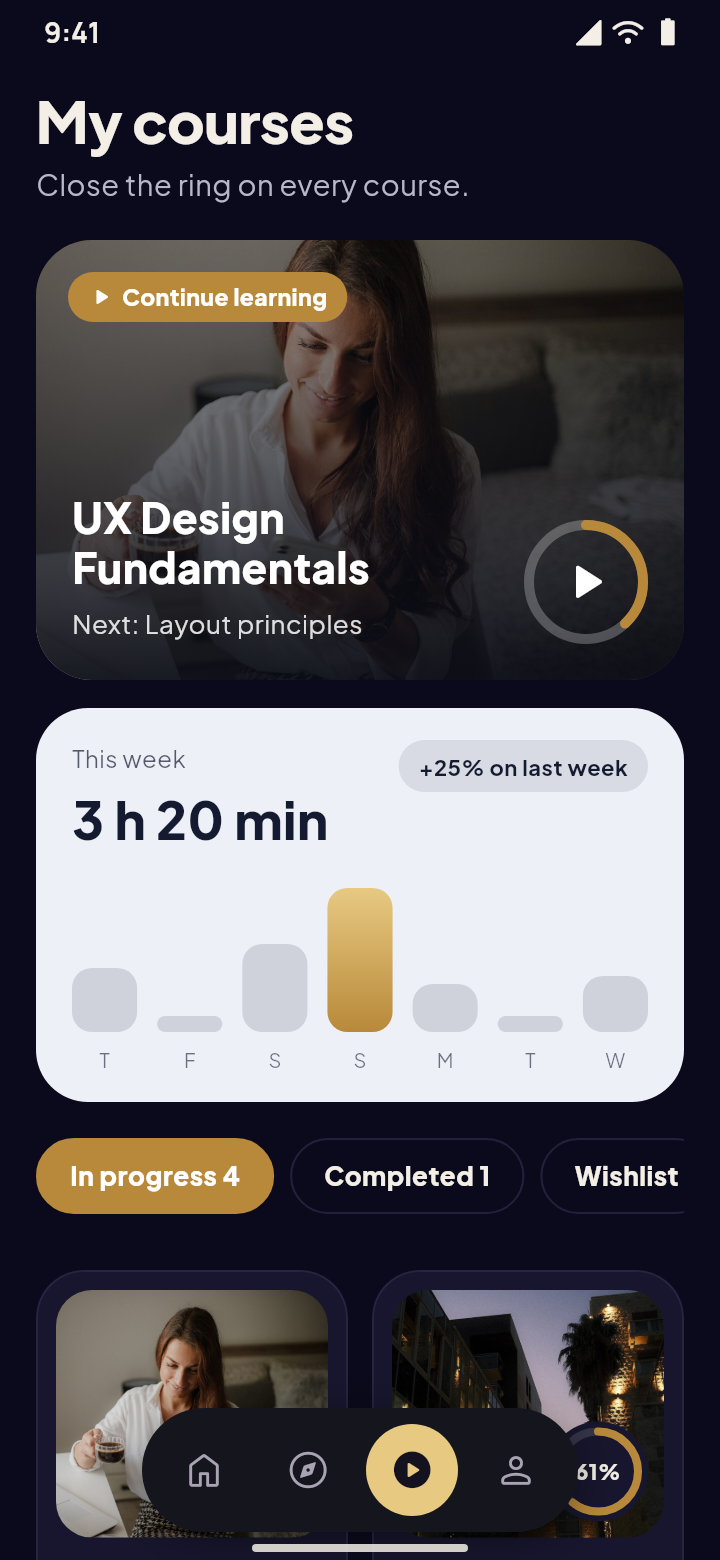 9:41
My courses
Close the ring on every course.
Continue learning
UX Design
Fundamentals
Next: Layout principles
This week
+25% on last week
3 h 20 min
T F S S M T W
In progress 4
Completed 1
Wishlist
61%